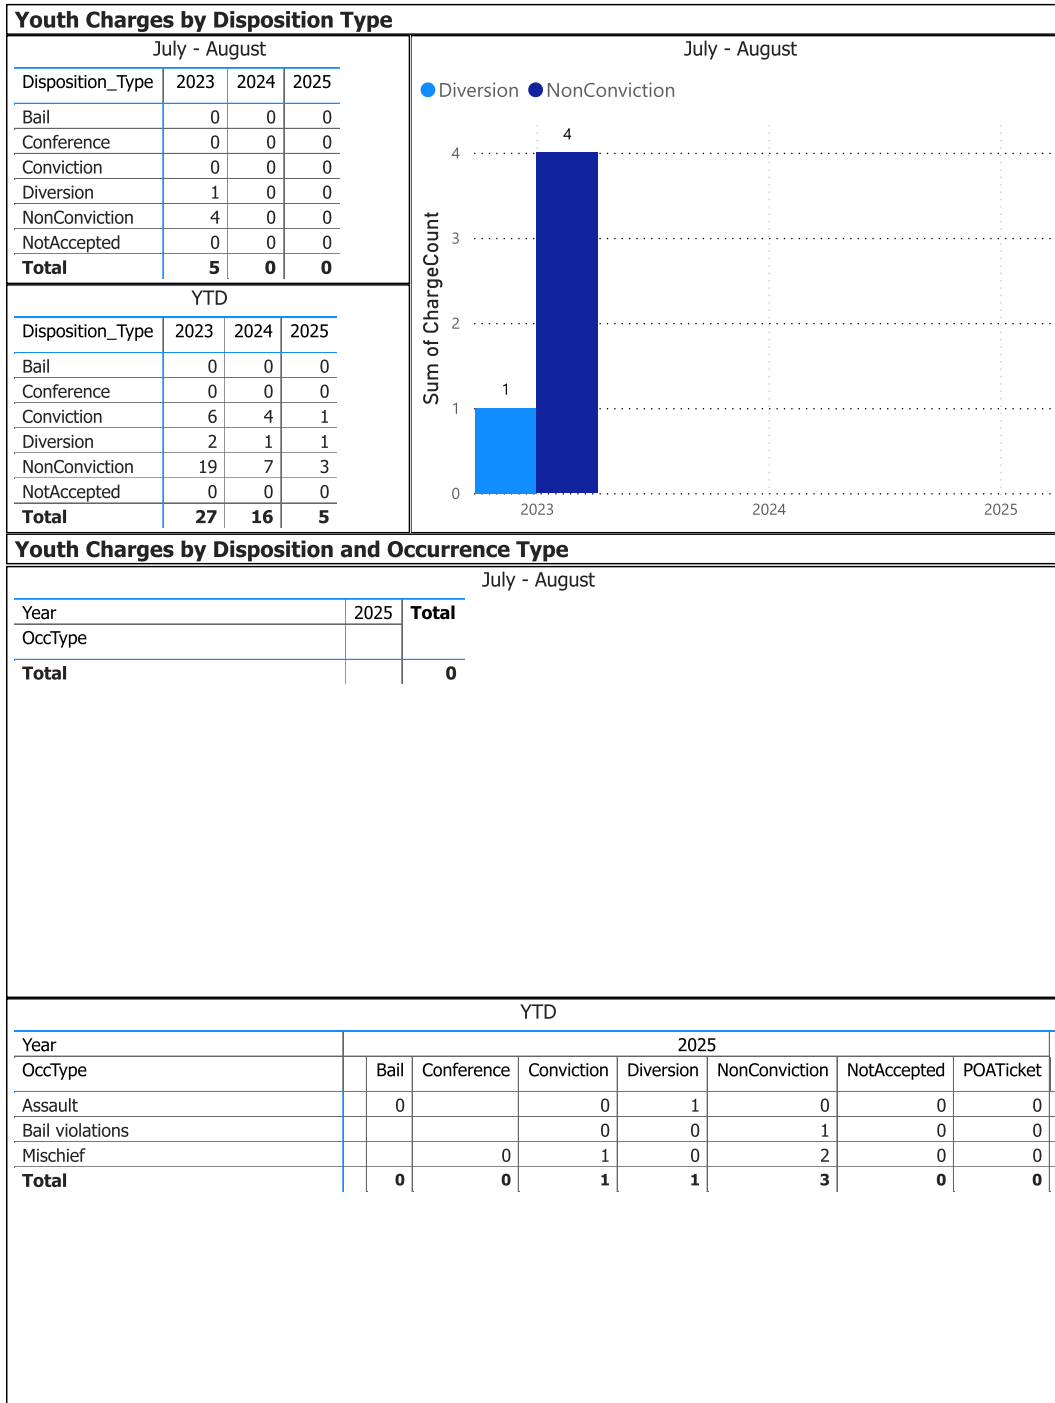 Youth Charges by Disposition Type
July - August
Disposition_Type 2023 2024 2025
Bail 0 0 0
Conference 0 0 0
Conviction 0 0 0
Diversion 1 0 0
NonConviction 4 0 0
NotAccepted 0 0 0
Total 5 0 0
YTD
Disposition_Type 2023 2024 2025
Bail 0 0 0
Conference 0 0 0
Conviction 6 4 1
Diversion 2 1 1
NonConviction 19 7 3
NotAccepted 0 0 0
Total 27 16 5
July - August
Diversion NonConviction
Sum of ChargeCount
4
4
3
2
1
1
0
2023 2024 2025
Youth Charges by Disposition and Occurrence Type
July - August
Year 2025 Total
OccType
Total 0
YTD
Year 2025
OccType Bail Conference Conviction Diversion NonConviction NotAccepted POATicket
Assault 0 0 1 0 0 0
Bail violations 0 0 1 0 0
Mischief 0 1 0 2 0 0
Total 0 0 1 1 3 0 0